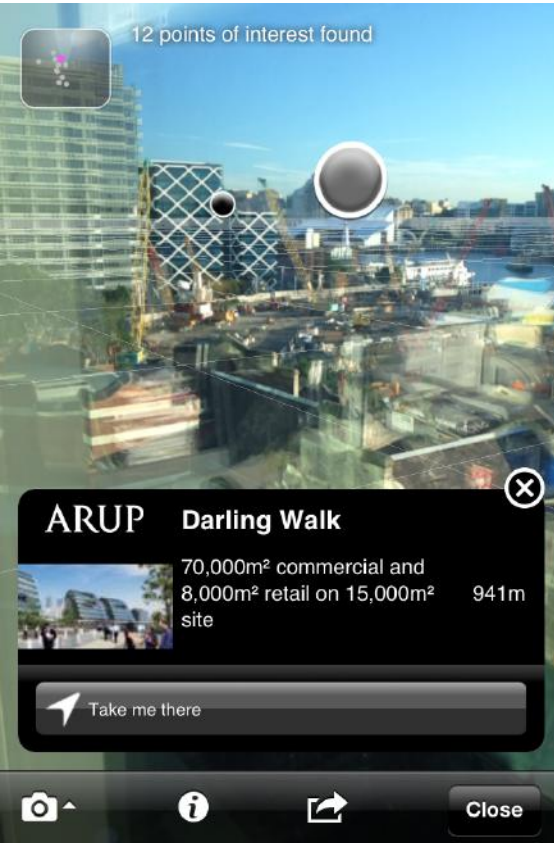 12 points of interest found
ARUP
Darling Walk
70,000m² commercial and
8,000m² retail on 15,000m²
site
941m
Take me there
Close